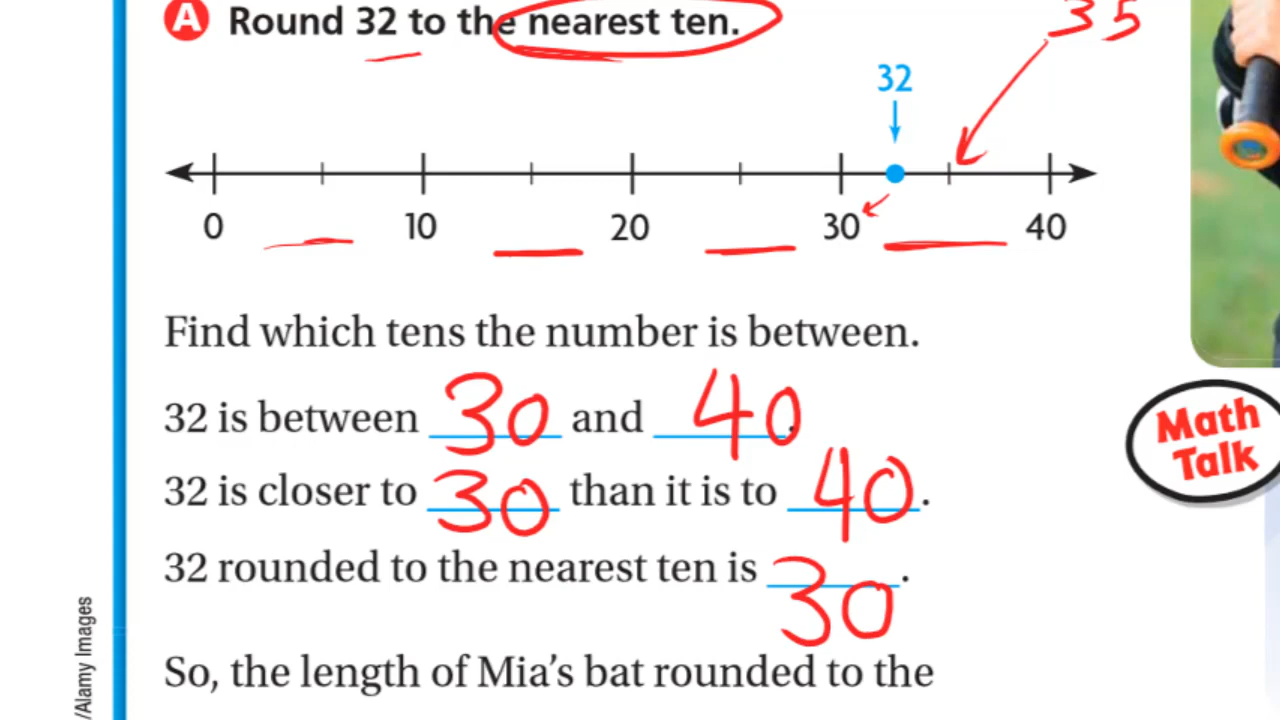 A Round 32 to the nearest ten.
35
32
0 10 20 30 40
Find which tens the number is between.
32 is between 30 and 40.
32 is closer to 30 than it is to 40.
32 rounded to the nearest ten is 30.
So, the length of Mia's bat rounded to the
Math
Talk
/Alamy Images